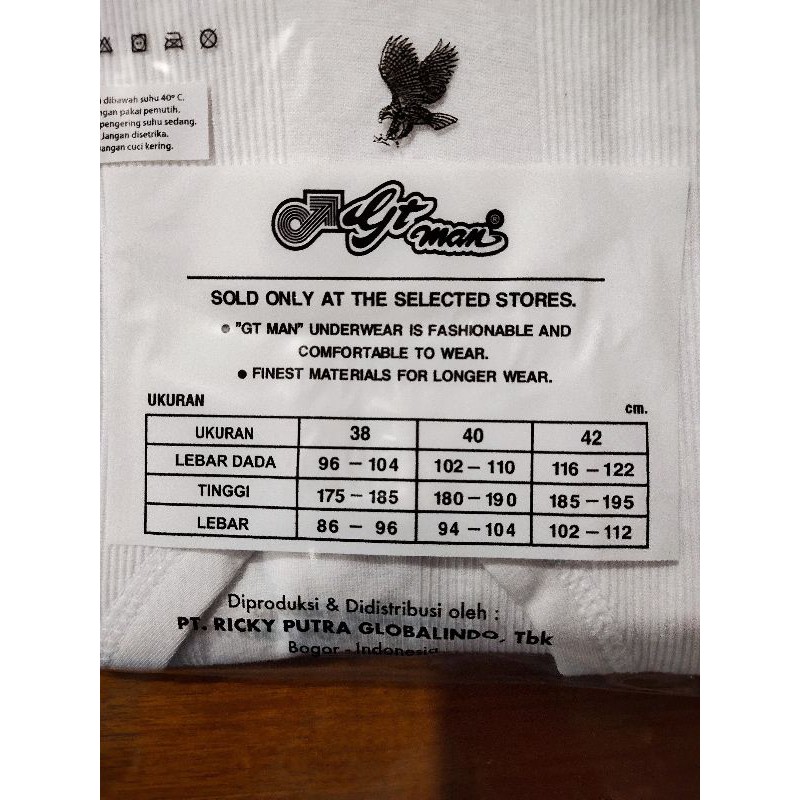 dibawah suhu 40° C.
pakai pemutih.
pengering suhu sedang.
Jangan disetrika.
cuci kering.
Gt man®
SOLD ONLY AT THE SELECTED STORES.
● "GT MAN" UNDERWEAR IS FASHIONABLE AND
COMFORTABLE TO WEAR.
● FINEST MATERIALS FOR LONGER WEAR.
UKURAN cm.
UKURAN 38 40 42
LEBAR DADA 96 – 104 102 – 110 116 – 122
TINGGI 175 – 185 180 – 190 185 – 195
LEBAR 86 – 96 94 – 104 102 – 112
Diproduksi & Didistribusi oleh :
PT. RICKY PUTRA GLOBALINDO, Tbk
Bogor - Indonesia